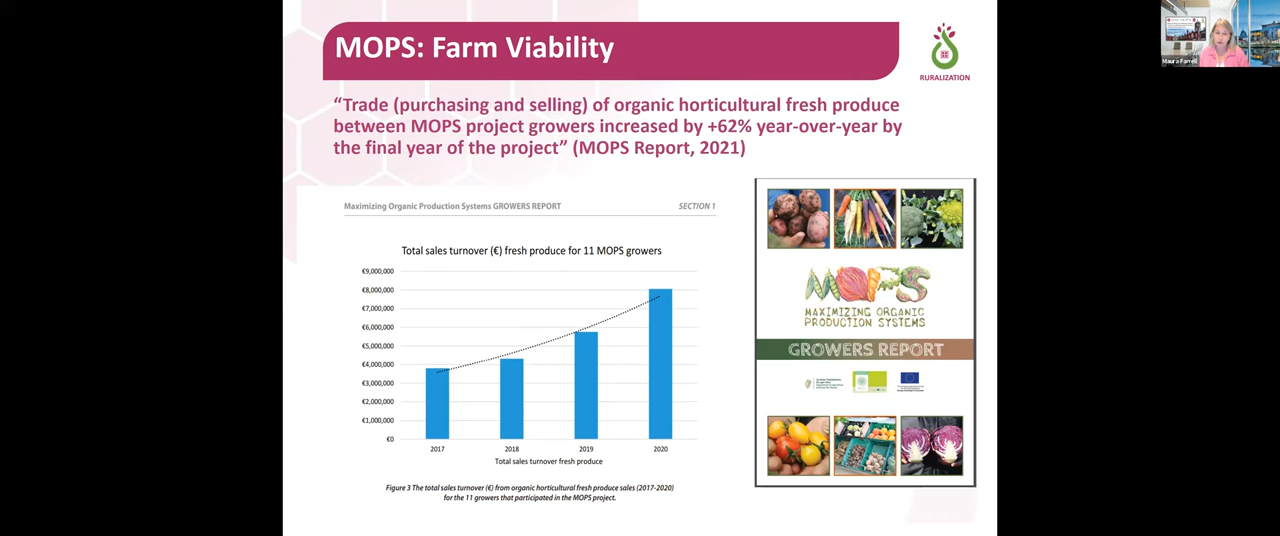 MOPS: Farm Viability
RURALIZATION
Maura Farrell
“Trade (purchasing and selling) of organic horticultural fresh produce
between MOPS project growers increased by +62% year-over-year by
the final year of the project” (MOPS Report, 2021)
Maximizing Organic Production Systems GROWERS REPORT SECTION 1
Total sales turnover (€) fresh produce for 11 MOPS growers
€9,000,000
€8,000,000
€7,000,000
€6,000,000
€5,000,000
€4,000,000
€3,000,000
€2,000,000
€1,000,000
€0
2017 2018 2019 2020
Total sales turnover fresh produce
Figure 3 The total sales turnover (€) from organic horticultural fresh produce sales (2017-2020)
for the 11 growers that participated in the MOPS project.
MOPS
MAXIMIZING ORGANIC
PRODUCTION SYSTEMS
GROWERS REPORT